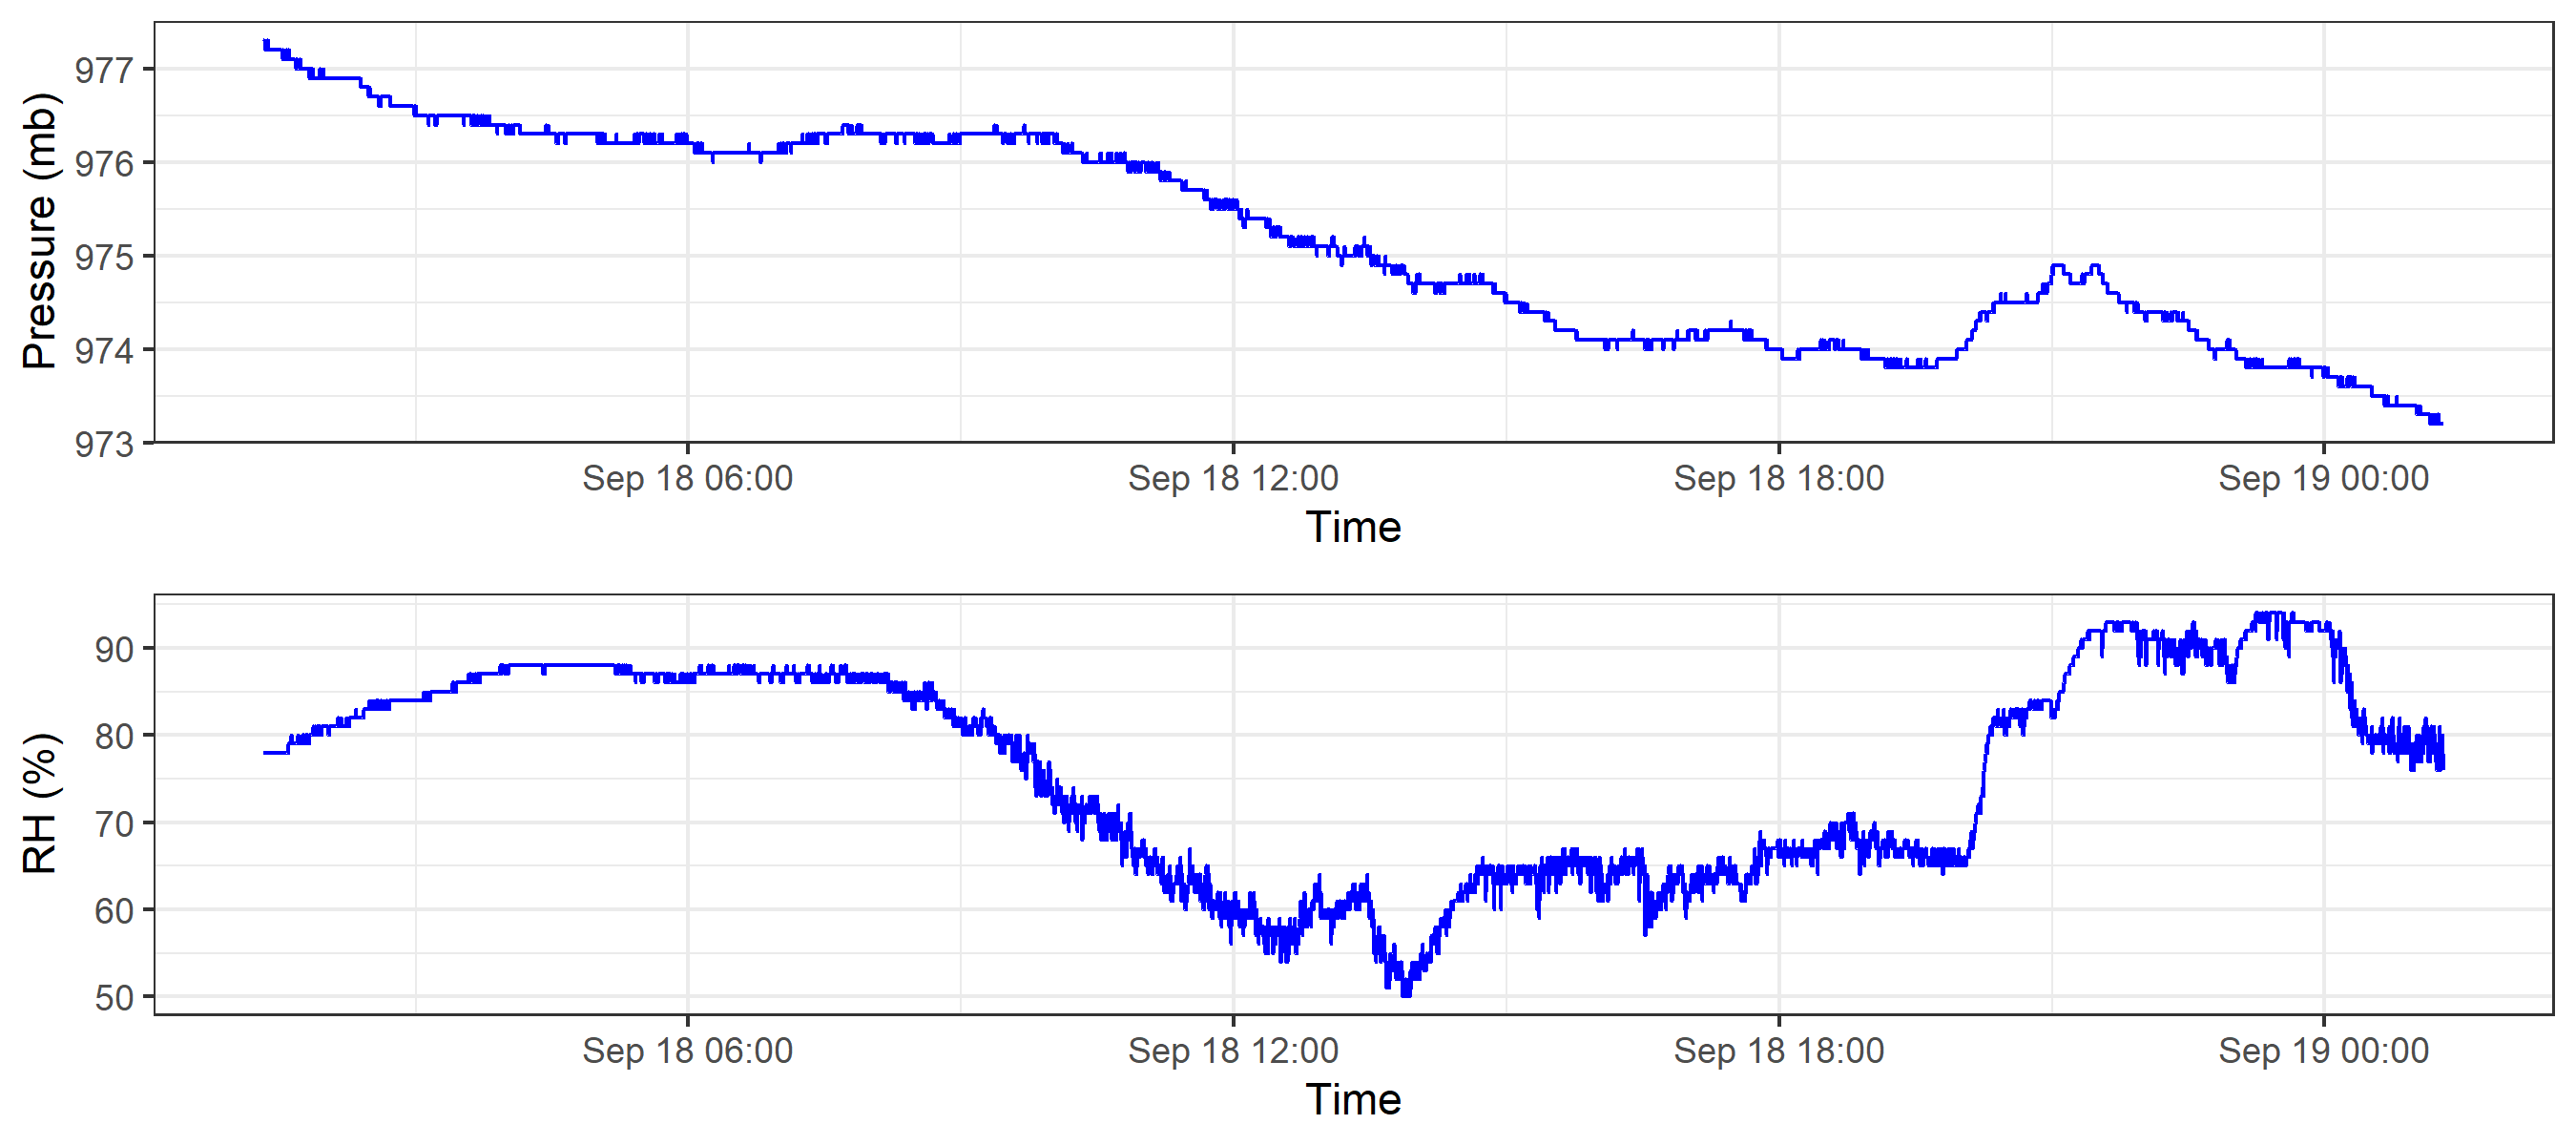 Pressure (mb)
977
976
975
974
973
Sep 18 06:00
Sep 18 12:00
Sep 18 18:00
Sep 19 00:00
Time
RH (%)
90
80
70
60
50
Sep 18 06:00
Sep 18 12:00
Sep 18 18:00
Sep 19 00:00
Time